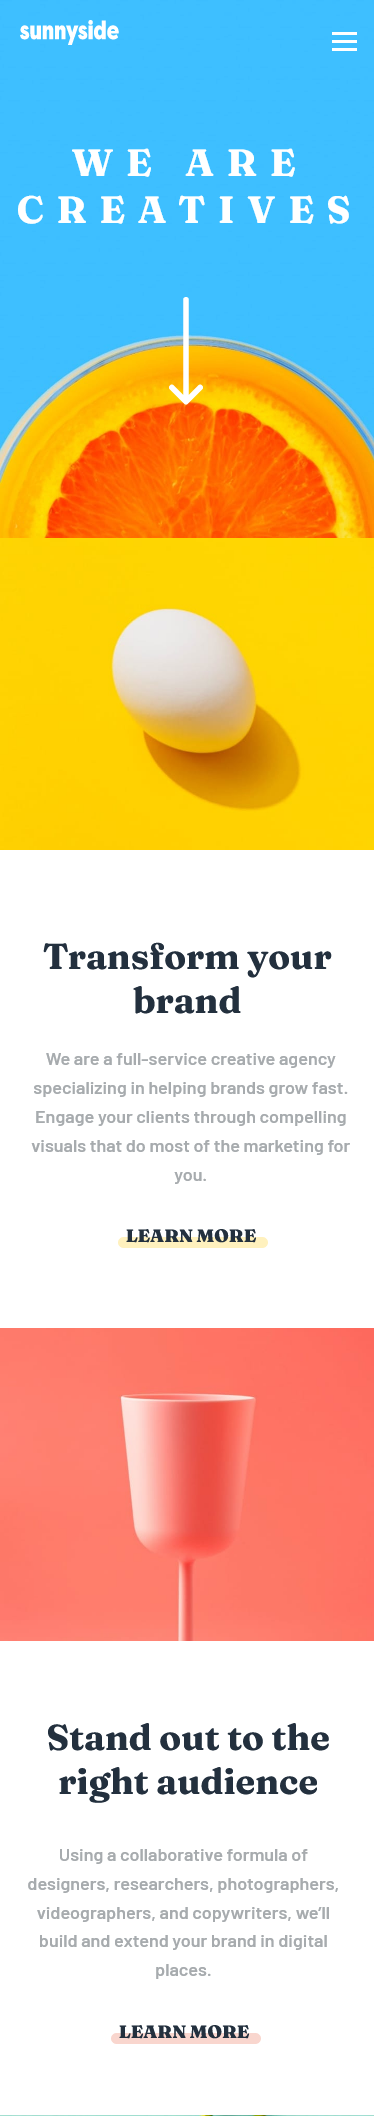 sunnyside
WE ARE
CREATIVES
Transform your
brand
We are a full-service creative agency
specializing in helping brands grow fast.
Engage your clients through compelling
visuals that do most of the marketing for
you.
LEARN MORE
Stand out to the
right audience
Using a collaborative formula of
designers, researchers, photographers,
videographers, and copywriters, we’ll
build and extend your brand in digital
places.
LEARN MORE